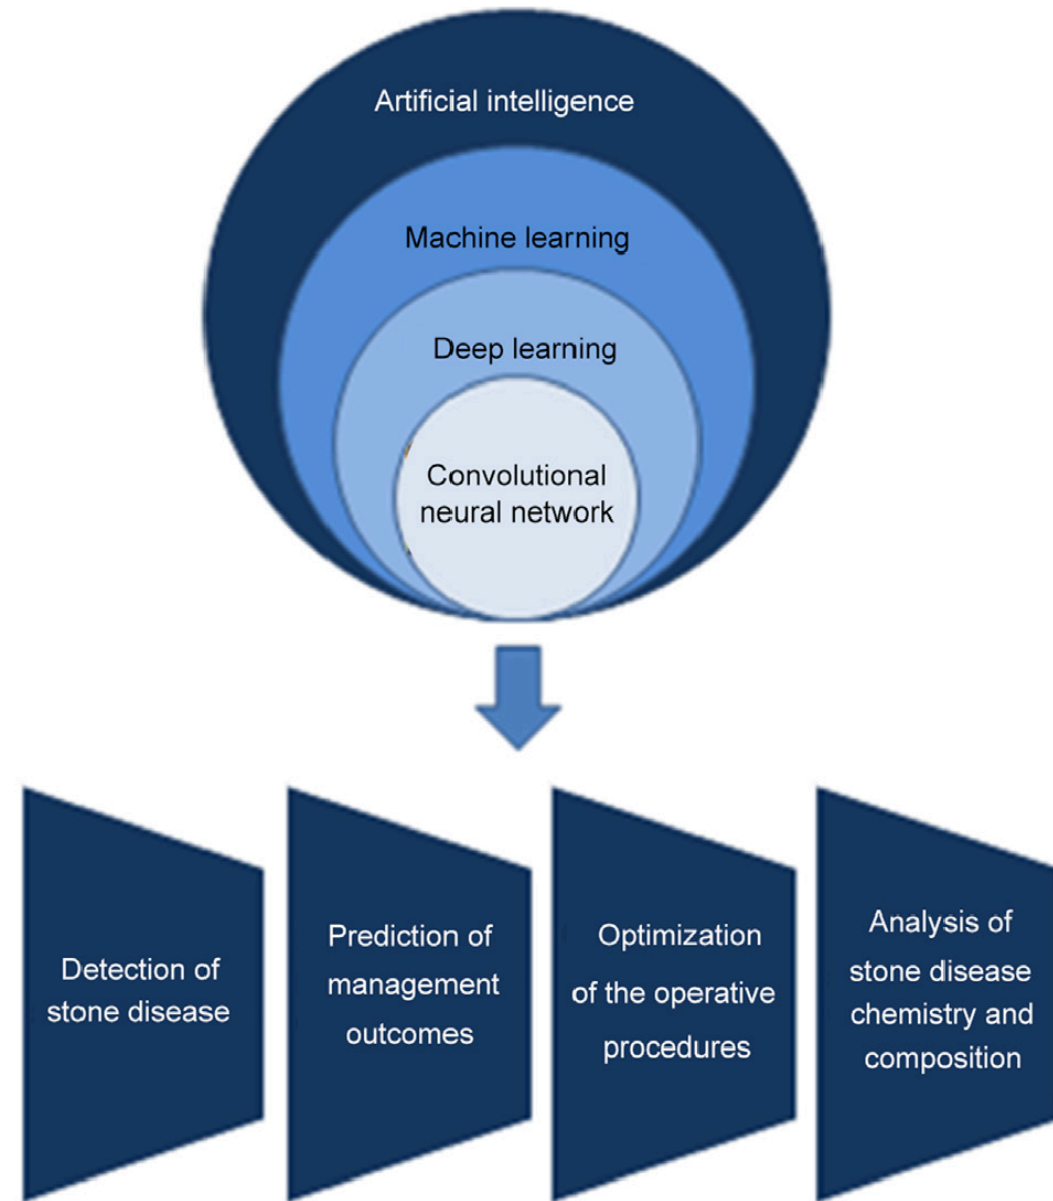 Artificial intelligence
Machine learning
Deep learning
Convolutional
neural network
Detection of
stone disease
Prediction of
management
outcomes
Optimization
of the operative
procedures
Analysis of
stone disease
chemistry and
composition